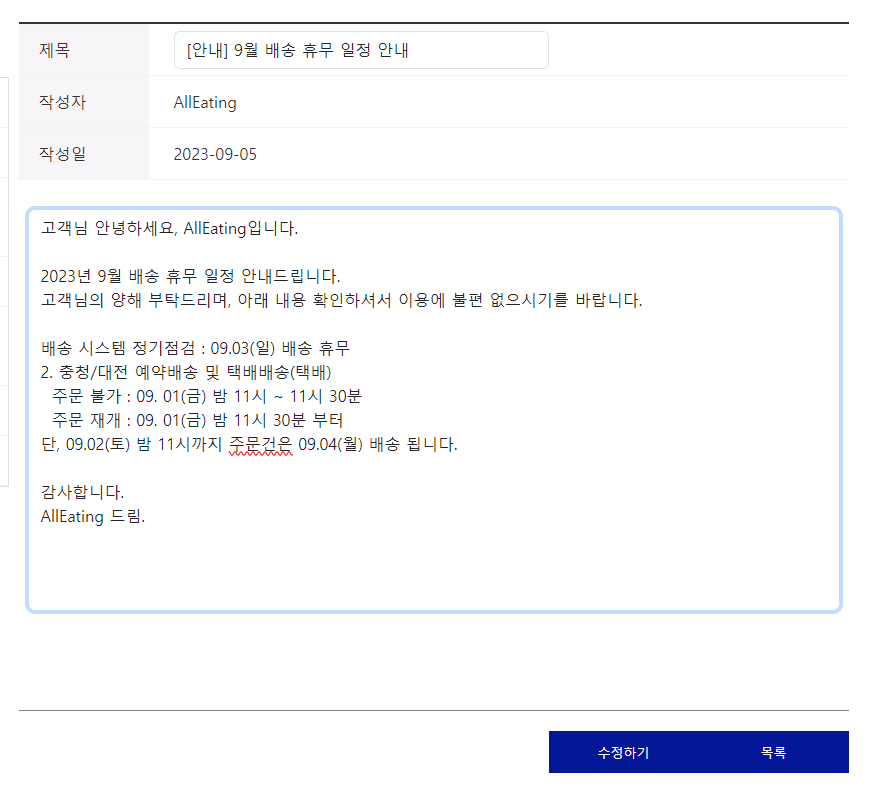 제목
[안내] 9월 배송 휴무 일정 안내
작성자
AllEating
작성일
2023-09-05
고객님 안녕하세요, AllEating입니다.
2023년 9월 배송 휴무 일정 안내드립니다.
고객님의 양해 부탁드리며, 아래 내용 확인하셔서 이용에 불편 없으시기를 바랍니다.
배송 시스템 정기점검 : 09.03(일) 배송 휴무
2. 충청/대전 예약배송 및 택배배송(택배)
주문 불가 : 09. 01(금) 밤 11시 ~ 11시 30분
주문 재개 : 09. 01(금) 밤 11시 30분 부터
단, 09.02(토) 밤 11시까지 주문건은 09.04(월) 배송 됩니다.
감사합니다.
AllEating 드림.
수정하기
목록